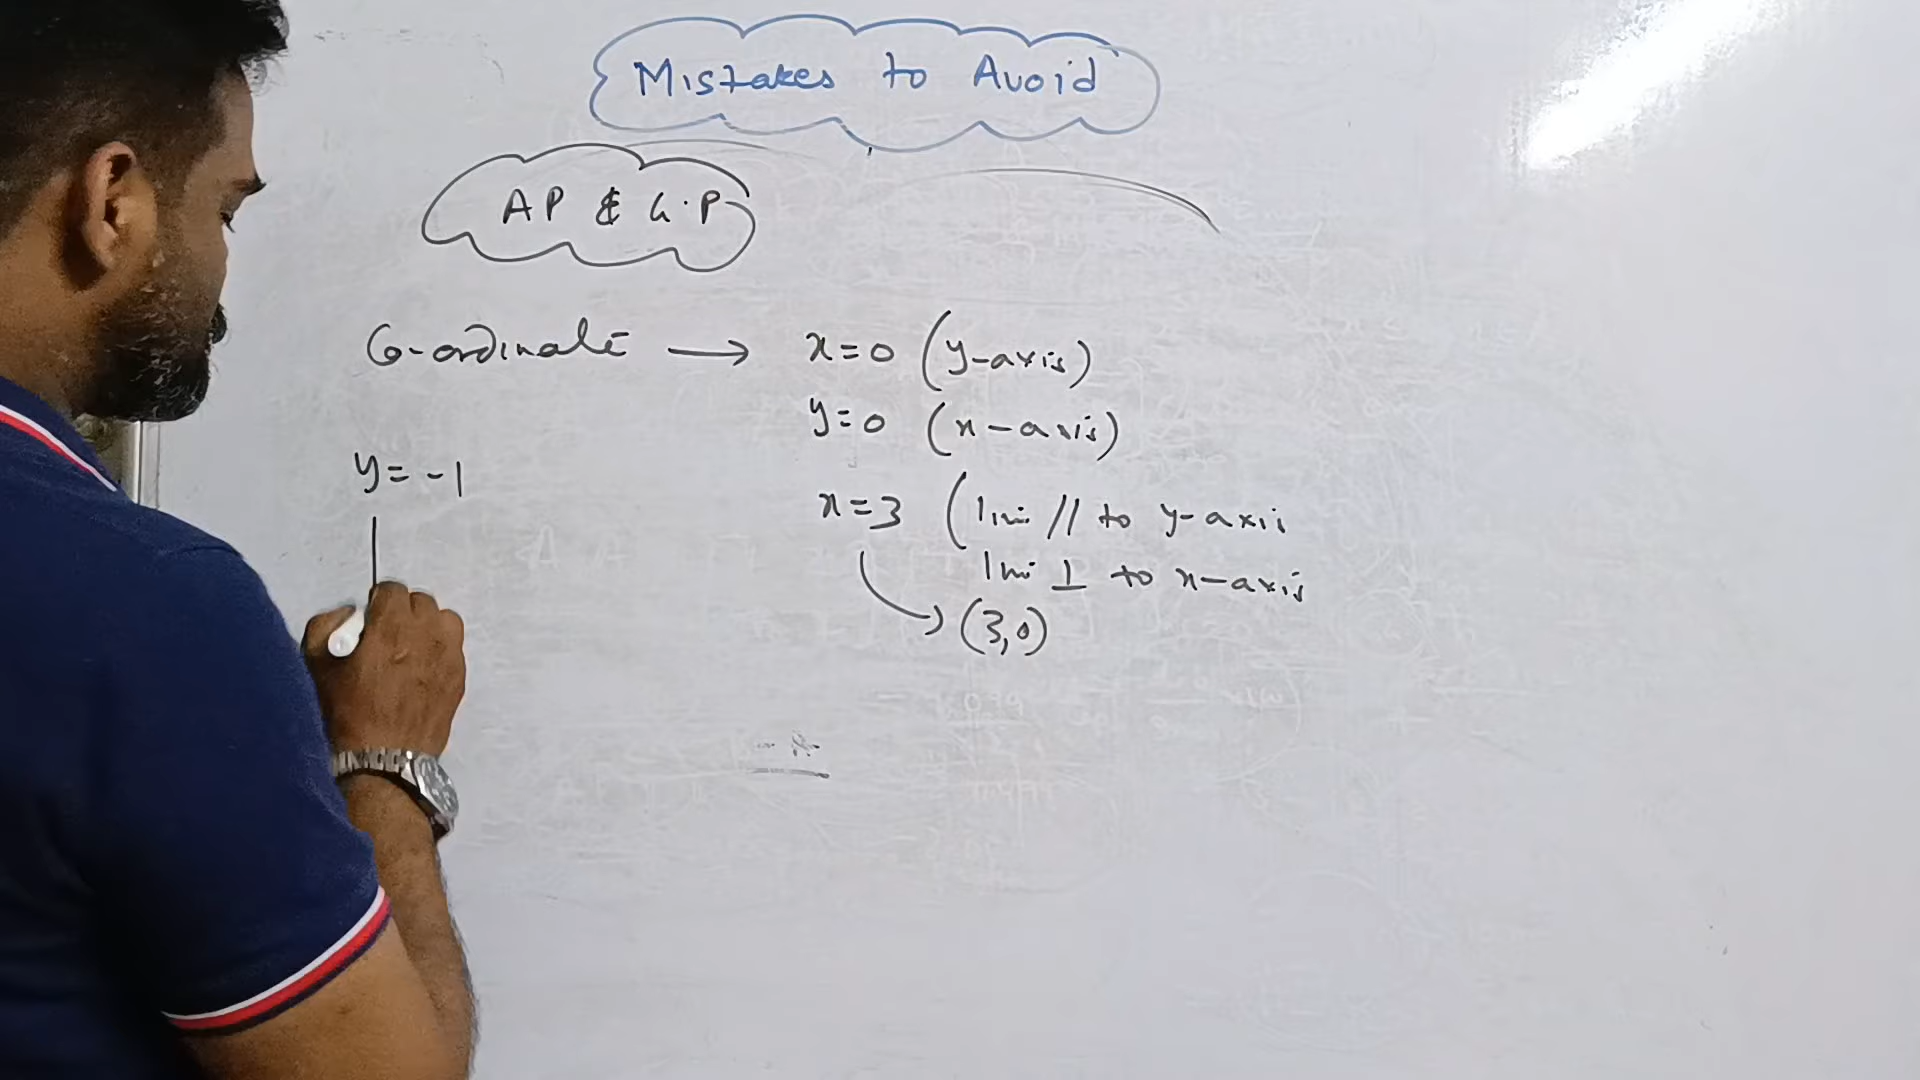 Mistakes to Avoid
AP & G.P
Co-ordinate → x=0 (y-axis)
y=0 (x-axis)
y=-1
x=3 (line // to y-axis
line ⊥ to x-axis
(3,0)